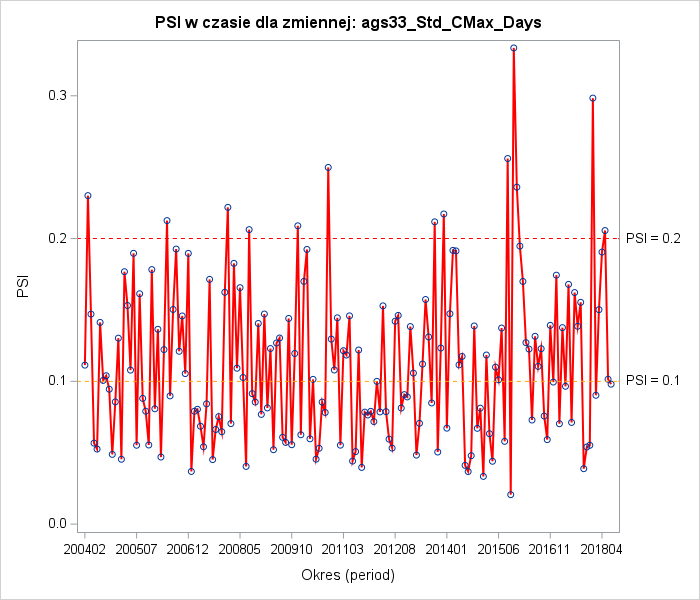 PSI w czasie dla zmiennej: ags33_Std_CMax_Days
PSI
0.3
0.2
0.1
0.0
PSI = 0.2
PSI = 0.1
200402 200507 200612 200805 200910 201103 201208 201401 201506 201611 201804
Okres (period)